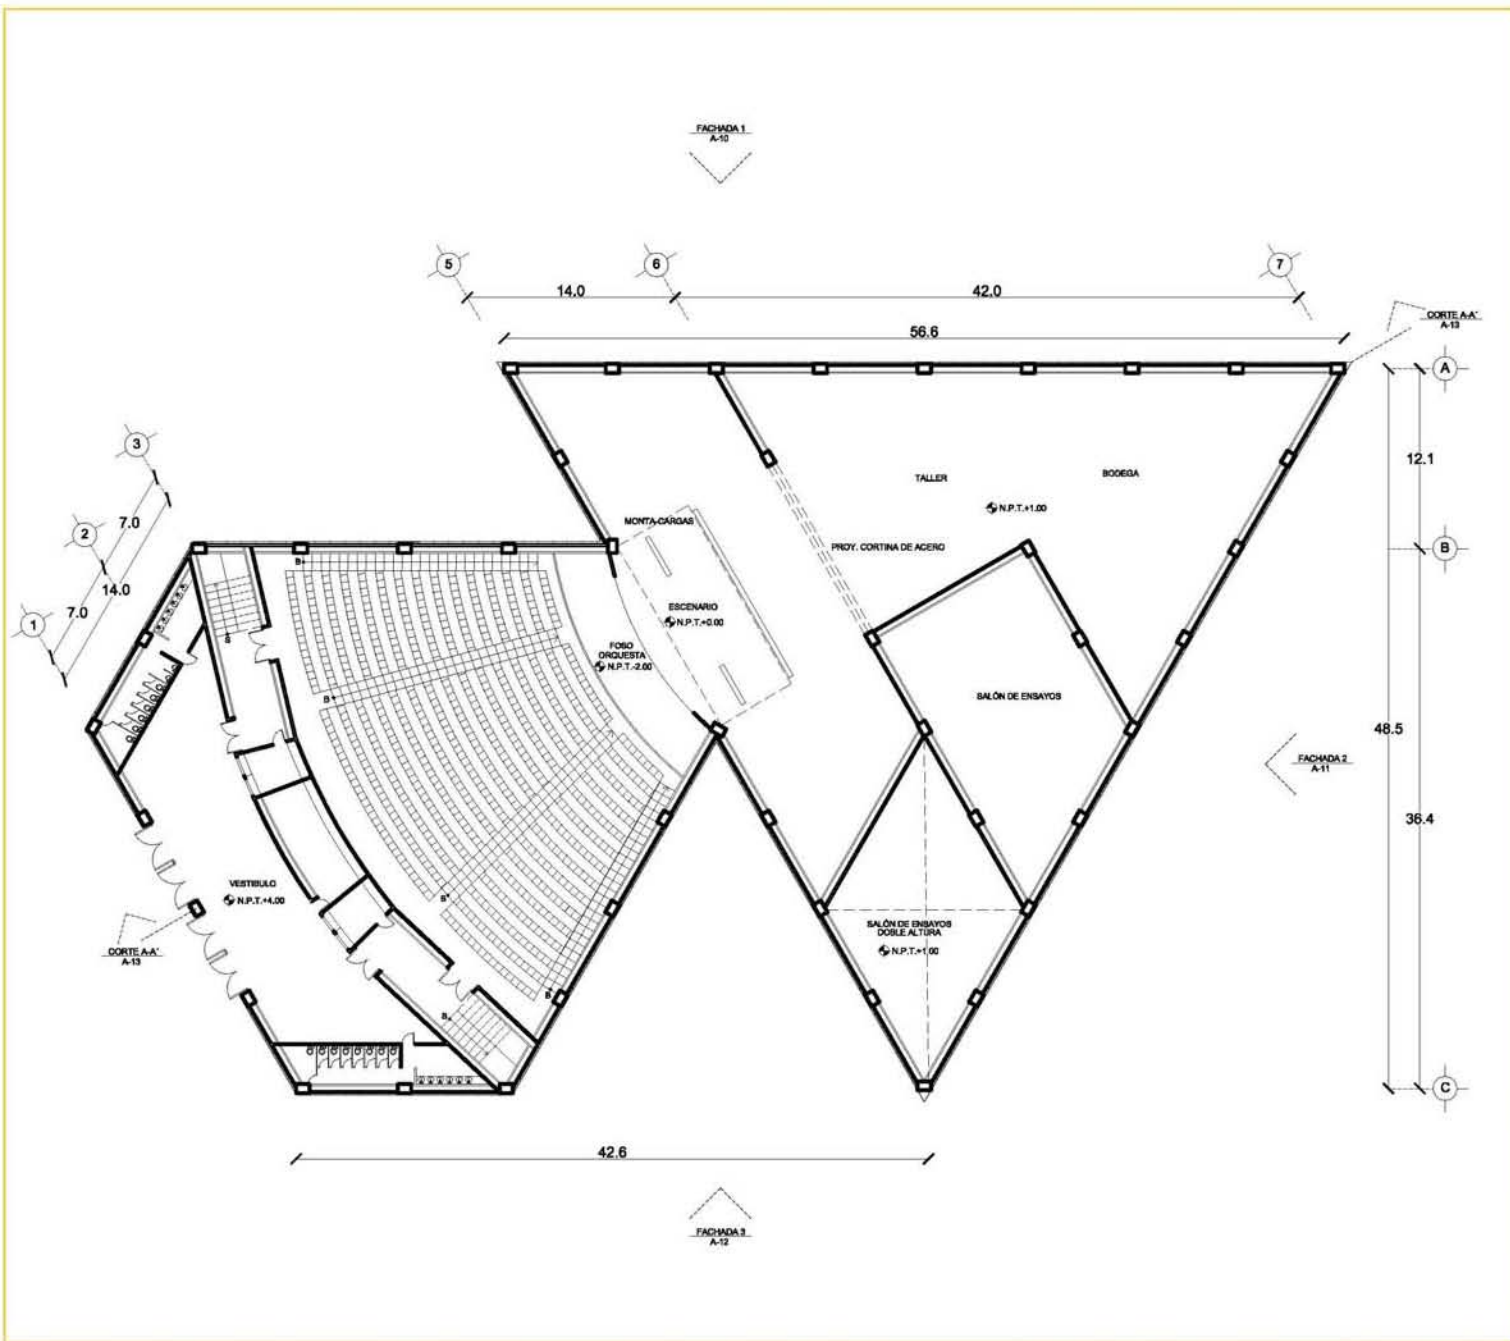 FACHADA 1
A-10
5
6
7
14.0
42.0
56.6
CORTE A-A'
A-13
A
3
12.1
7.0
TALLER
BODEGA
N.P.T.+1.00
MONTA-CARGAS
2
PROY. CORTINA DE ACERO
B
B
14.0
7.0
1
ESCENARIO
N.P.T.+0.00
B
FOSO
ORQUESTA
N.P.T.-2.00
SALÓN DE ENSAYOS
B
48.5
FACHADA 2
A-11
36.4
VESTIBULO
N.P.T.+4.00
B
SALÓN DE ENSAYOS
DOBLE ALTURA
N.P.T.+1.00
CORTE A-A'
A-13
B
B
C
42.6
FACHADA 3
A-12